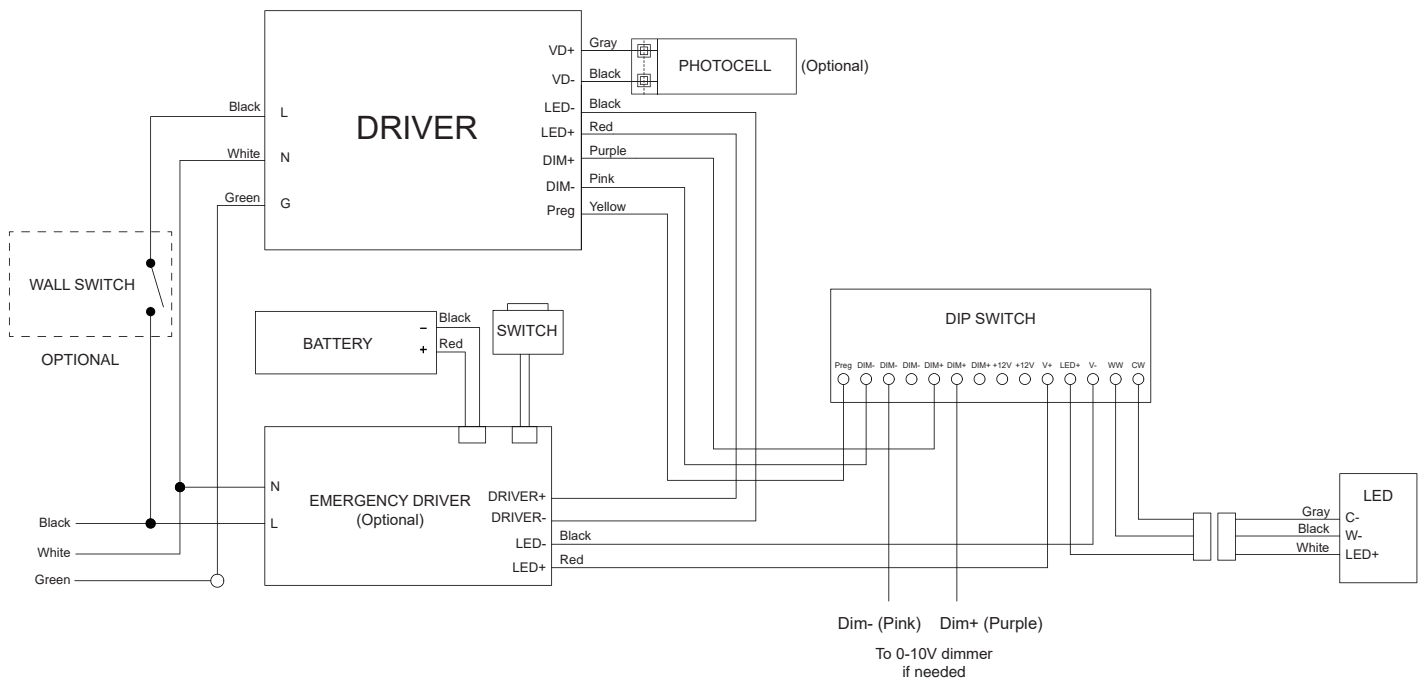 VD+
Gray
PHOTOCELL
(Optional)
VD-
Black
LED-
Black
LED+
Red
DIM+
Purple
DIM-
Pink
Preg
Yellow
DRIVER
Black
L
White
N
Green
G
WALL SWITCH
OPTIONAL
BATTERY
−
+
Black
Red
SWITCH
DIP SWITCH
Preg DIM- DIM- DIM- DIM+ DIM+ DIM+ +12V +12V V+ LED+ V- WW CW
N
L
EMERGENCY DRIVER
(Optional)
DRIVER+
DRIVER-
LED-
Black
LED+
Red
Black
White
Green
LED
Gray
C-
Black
W-
White
LED+
Dim- (Pink) Dim+ (Purple)
To 0-10V dimmer
if needed